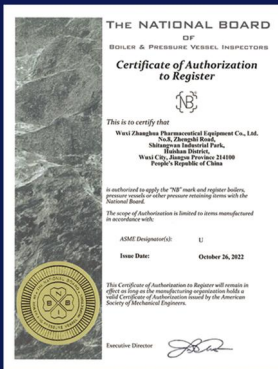 THE NATIONAL BOARD
OF
BOILER & PRESSURE VESSEL INSPECTORS
Certificate of Authorization
to Register
NB
This is to certify that
Wuxi Zhanghua Pharmaceutical Equipment Co., Ltd.
No.8, Zhengshi Road,
Shitangwan Industrial Park,
Huishan District,
Wuxi City, Jiangsu Province 214100
People's Republic of China
is authorized to apply the "NB" mark and register boilers,
pressure vessels or other pressure retaining items with the
National Board.
The scope of Authorization is limited to items manufactured
in accordance with:
ASME Designator(s): U
Issue Date: October 26, 2022
This Certificate of Authorization to Register will remain in
effect as long as the manufacturing organization holds a
valid Certificate of Authorization issued by the American
Society of Mechanical Engineers.
Executive Director